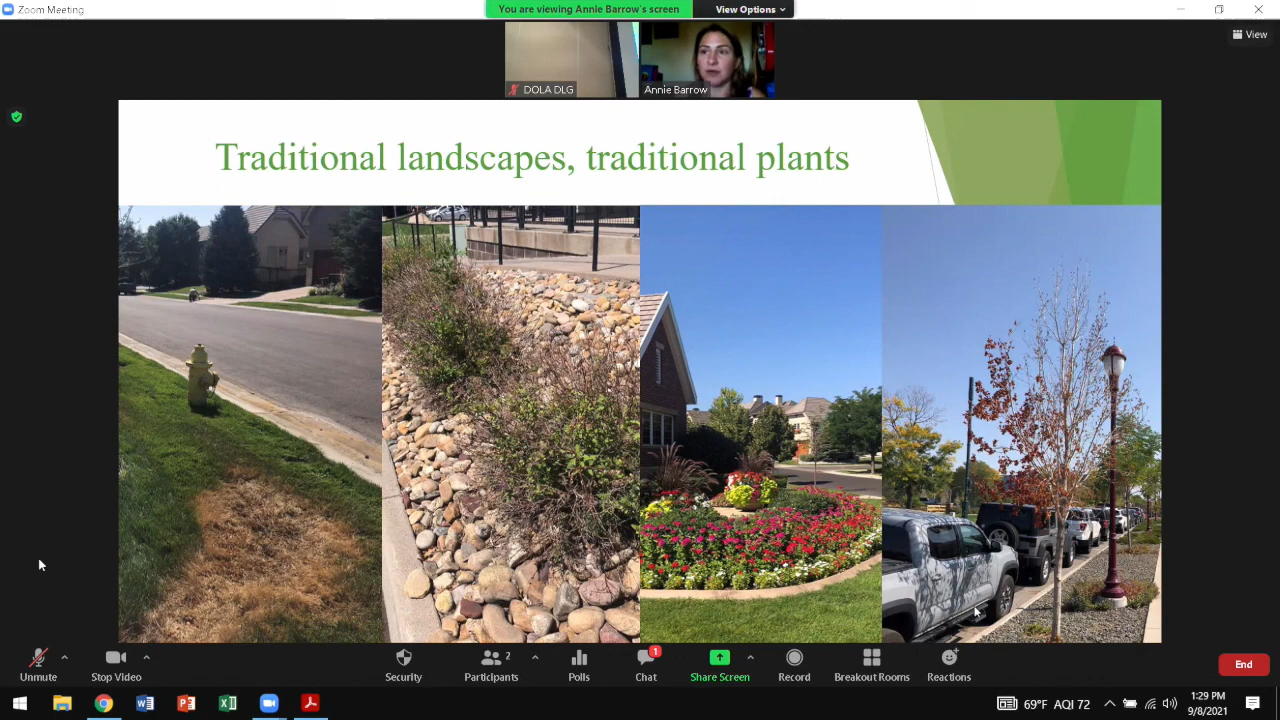 Zoom Meeting
You are viewing Annie Barrow's screen
View Options
View
DOLA DLG
Annie Barrow
Traditional landscapes, traditional plants
Unmute
Stop Video
Security
2
Participants
Polls
1
Chat
Share Screen
Record
Breakout Rooms
Reactions
End
69°F AQI 72
1:29 PM
9/8/2021